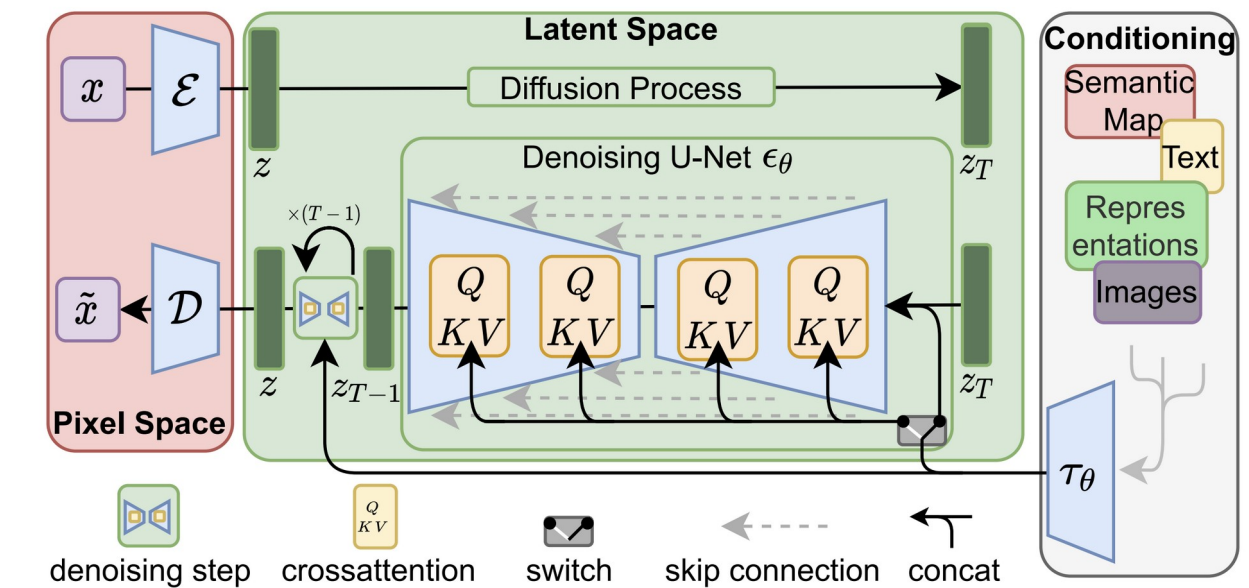 Latent Space
Conditioning
x
ℰ
z
Diffusion Process
z_T
Semantic
Map
Text
Repres
entations
Images
Denoising U-Net ϵ_θ
×(T − 1)
Q
KV
Q
KV
Q
KV
Q
KV
x̃
𝒟
z
z_{T−1}
z_T
Pixel Space
τ_θ
Q
KV
denoising step
crossattention
switch
skip connection
concat